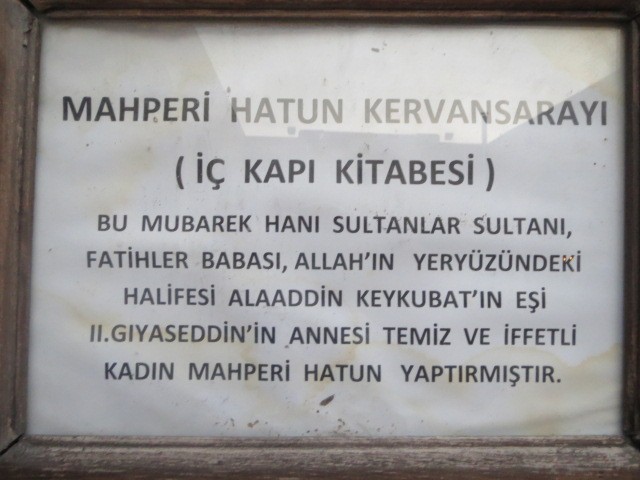 MAHPERİ HATUN KERVANSARAYI
( İÇ KAPI KİTABESİ )
BU MUBAREK HANI SULTANLAR SULTANI,
FATİHLER BABASI, ALLAH'IN YERYÜZÜNDEKİ
HALİFESİ ALAADDİN KEYKUBAT'IN EŞİ
II.GIYASEDDİN'İN ANNESİ TEMİZ VE İFFETLİ
KADIN MAHPERİ HATUN YAPTIRMIŞTIR.